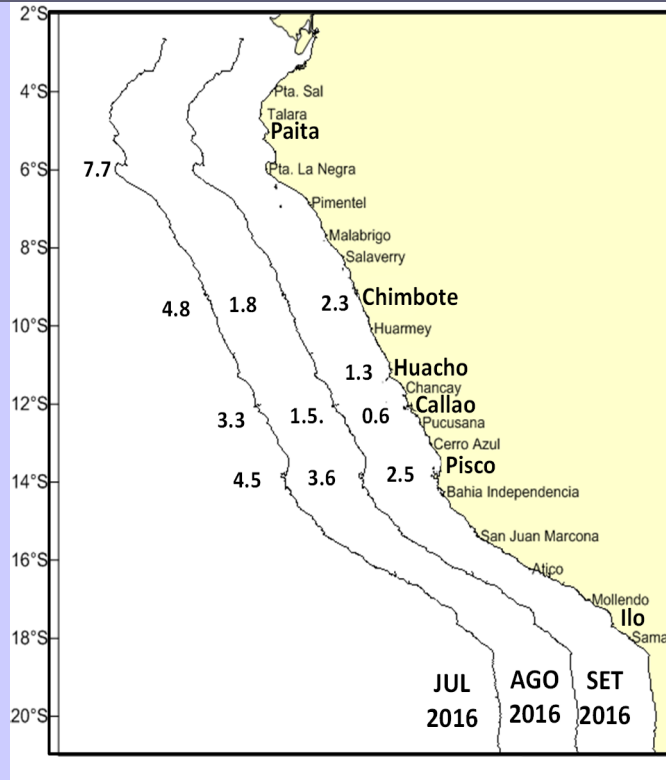 2°S
4°S
Pta. Sal
Talara
Paita
7.7
6°S
Pta. La Negra
Pimentel
Malabrigo
8°S
Salaverry
4.8
1.8
2.3
Chimbote
10°S
Huarmey
1.3
Huacho
Chancay
12°S
3.3
1.5.
0.6
Callao
Pucusana
Cerro Azul
Pisco
14°S
4.5
3.6
2.5
Bahia Independencia
San Juan Marcona
16°S
Atico
Mollendo
Ilo
18°S
Sama
JUL
2016
AGO
2016
SET
2016
20°S